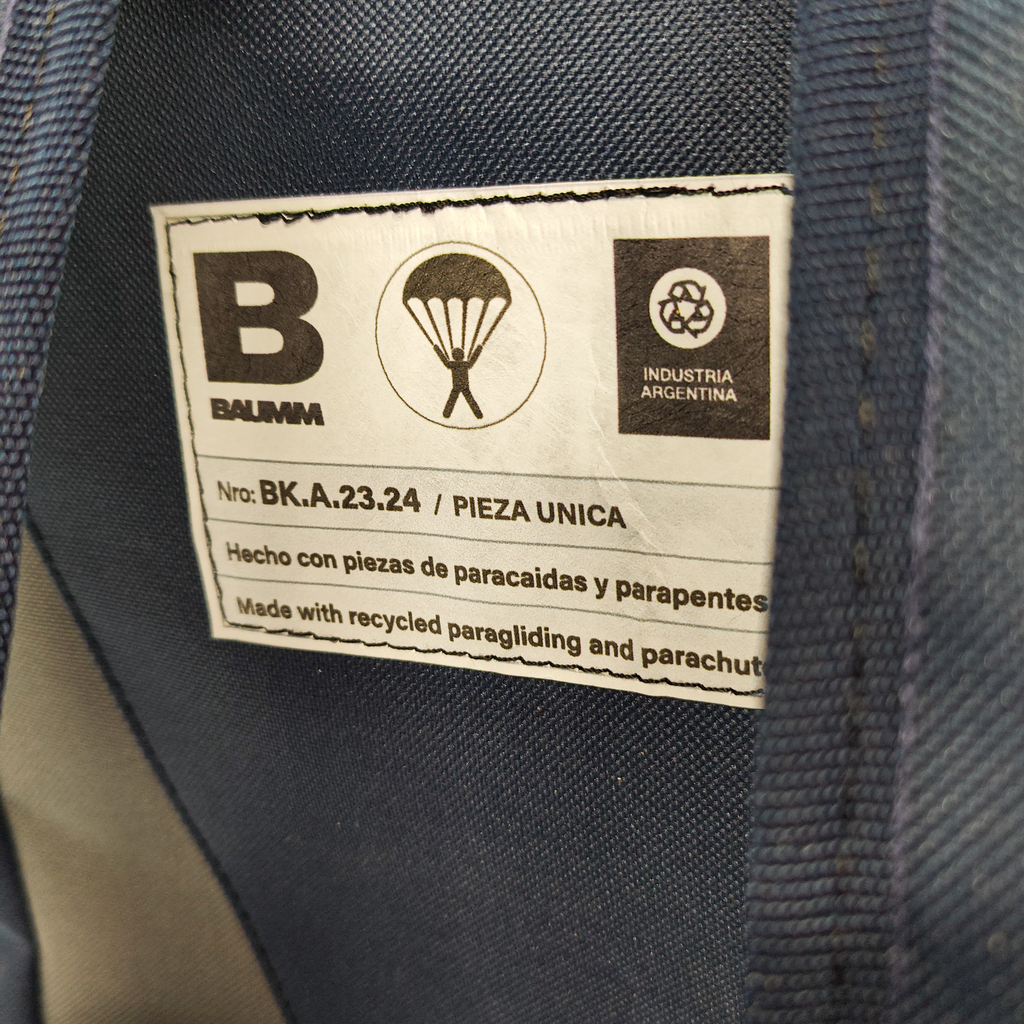 B
BAUMM
INDUSTRIA
ARGENTINA
Nro: BK.A.23.24 / PIEZA UNICA
Hecho con piezas de paracaidas y parapentes
Made with recycled paragliding and